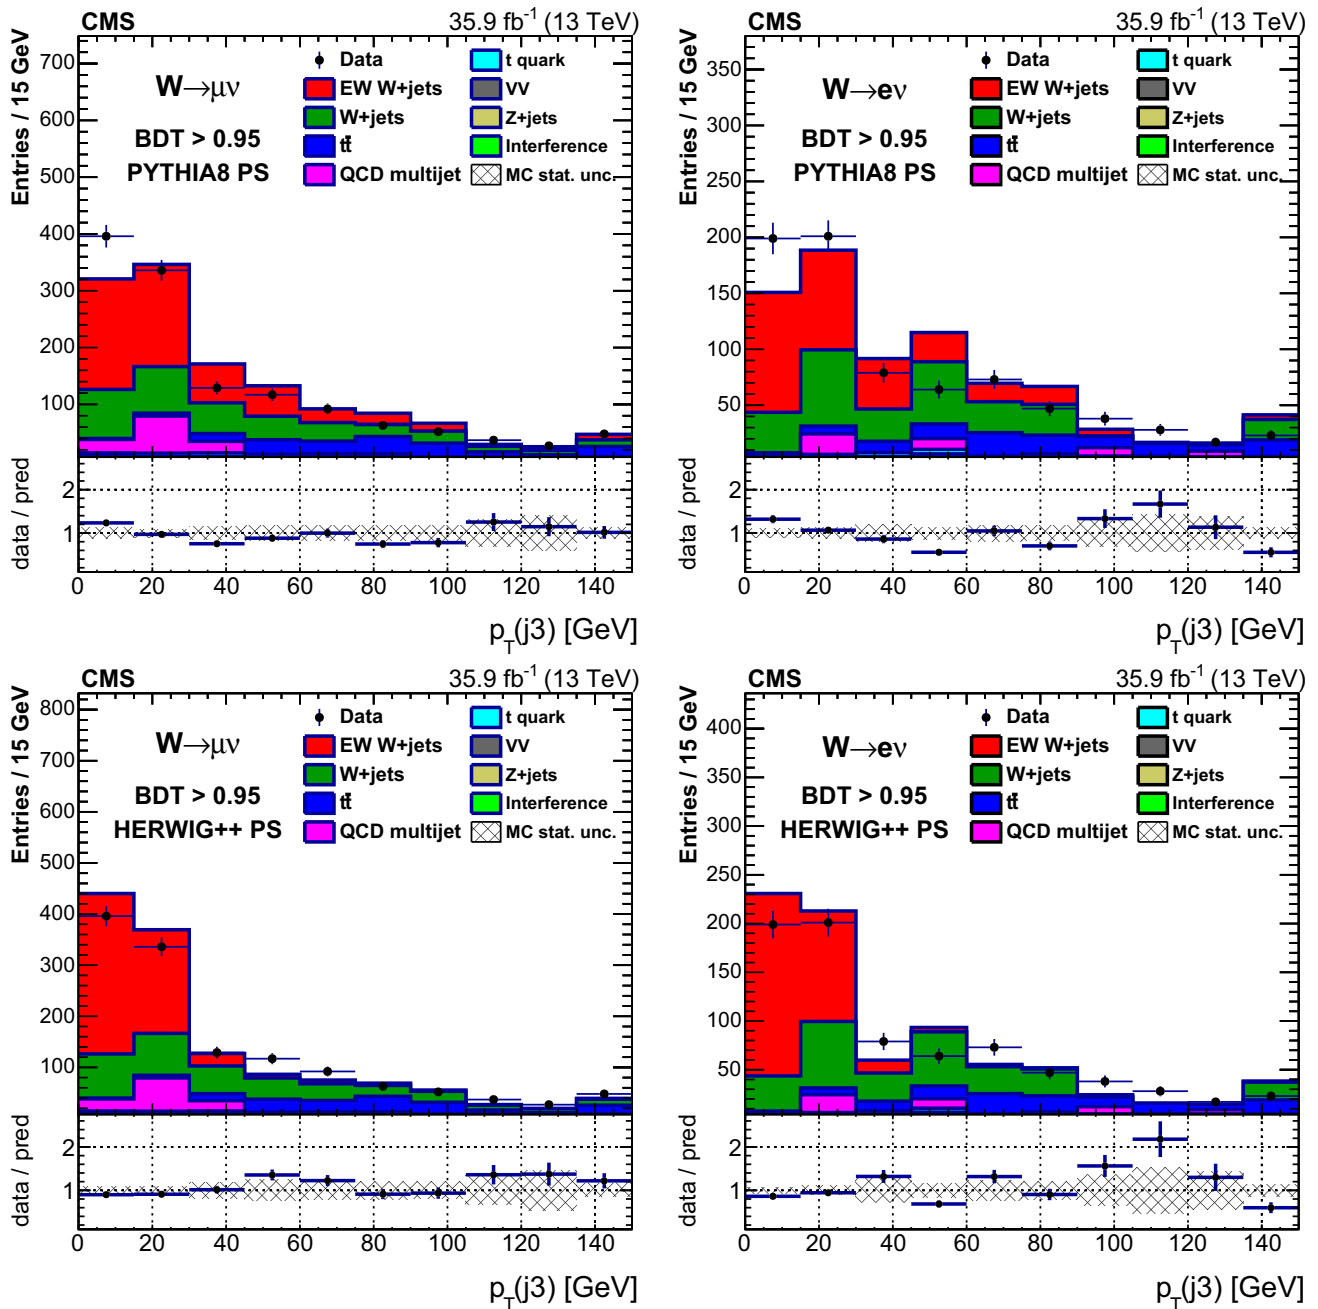 CMS
35.9 fb⁻¹ (13 TeV)
Entries / 15 GeV
700
600
500
400
300
200
100
W→μν
BDT > 0.95
PYTHIA8 PS
Data
EW W+jets
W+jets
tt̄
QCD multijet
t quark
VV
Z+jets
Interference
MC stat. unc.
data / pred
2
1
0 20 40 60 80 100 120 140
p_T(j3) [GeV]
CMS
35.9 fb⁻¹ (13 TeV)
Entries / 15 GeV
350
300
250
200
150
100
50
W→eν
BDT > 0.95
PYTHIA8 PS
Data
EW W+jets
W+jets
tt̄
QCD multijet
t quark
VV
Z+jets
Interference
MC stat. unc.
data / pred
2
1
0 20 40 60 80 100 120 140
p_T(j3) [GeV]
CMS
35.9 fb⁻¹ (13 TeV)
Entries / 15 GeV
800
700
600
500
400
300
200
100
W→μν
BDT > 0.95
HERWIG++ PS
Data
EW W+jets
W+jets
tt̄
QCD multijet
t quark
VV
Z+jets
Interference
MC stat. unc.
data / pred
2
1
0 20 40 60 80 100 120 140
p_T(j3) [GeV]
CMS
35.9 fb⁻¹ (13 TeV)
Entries / 15 GeV
400
350
300
250
200
150
100
50
W→eν
BDT > 0.95
HERWIG++ PS
Data
EW W+jets
W+jets
tt̄
QCD multijet
t quark
VV
Z+jets
Interference
MC stat. unc.
data / pred
2
1
0 20 40 60 80 100 120 140
p_T(j3) [GeV]